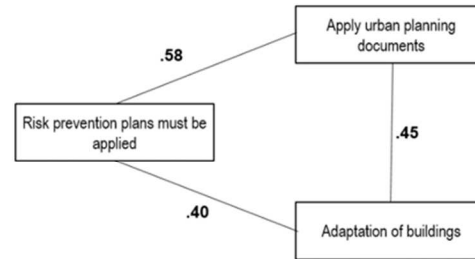 Apply urban planning
documents
.58
Risk prevention plans must be
applied
.45
.40
Adaptation of buildings